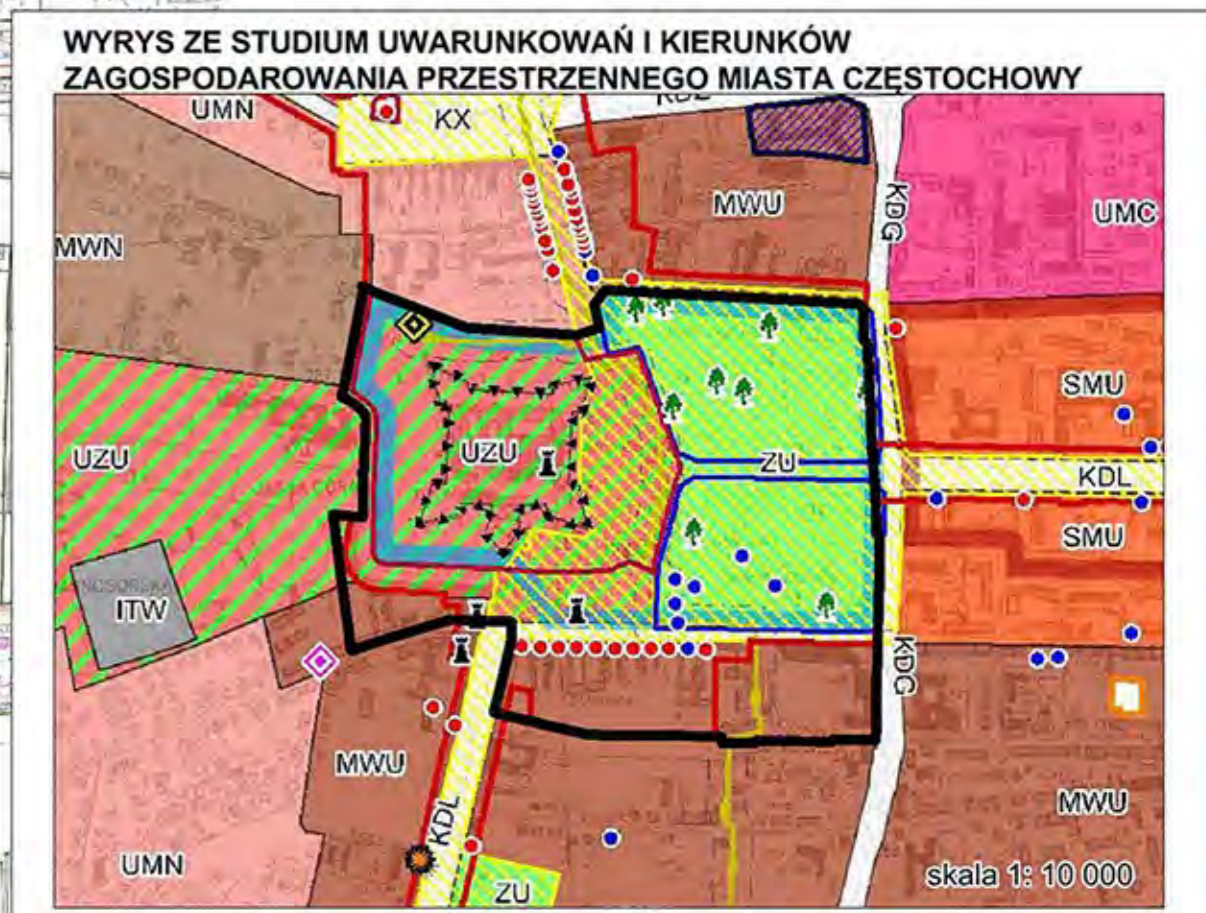 WYRYS ZE STUDIUM UWARUNKOWAŃ I KIERUNKÓW
ZAGOSPODAROWANIA PRZESTRZENNEGO MIASTA CZĘSTOCHOWY
UMN
KX
MWU
KDG
UMC
MWN
SMU
UZU
UZU
ZU
KDL
SMU
ITW
KDG
MWU
MWU
KDL
UMN
ZU
skala 1: 10 000